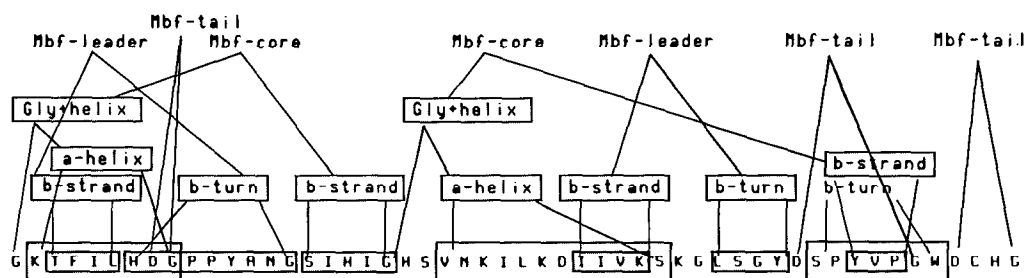 Mbf-tail
Mbf-leader Mbf-core Mbf-core Mbf-leader Mbf-tail Mbf-tail
Gly+helix Gly+helix
a-helix b-strand
b-strand b-turn b-strand a-helix b-strand b-turn b-turn
G K T F I L H D G P P Y A N G S I H I G H S V N K I L K D I I V K S K G L S G Y D S P Y V P G W D C H G